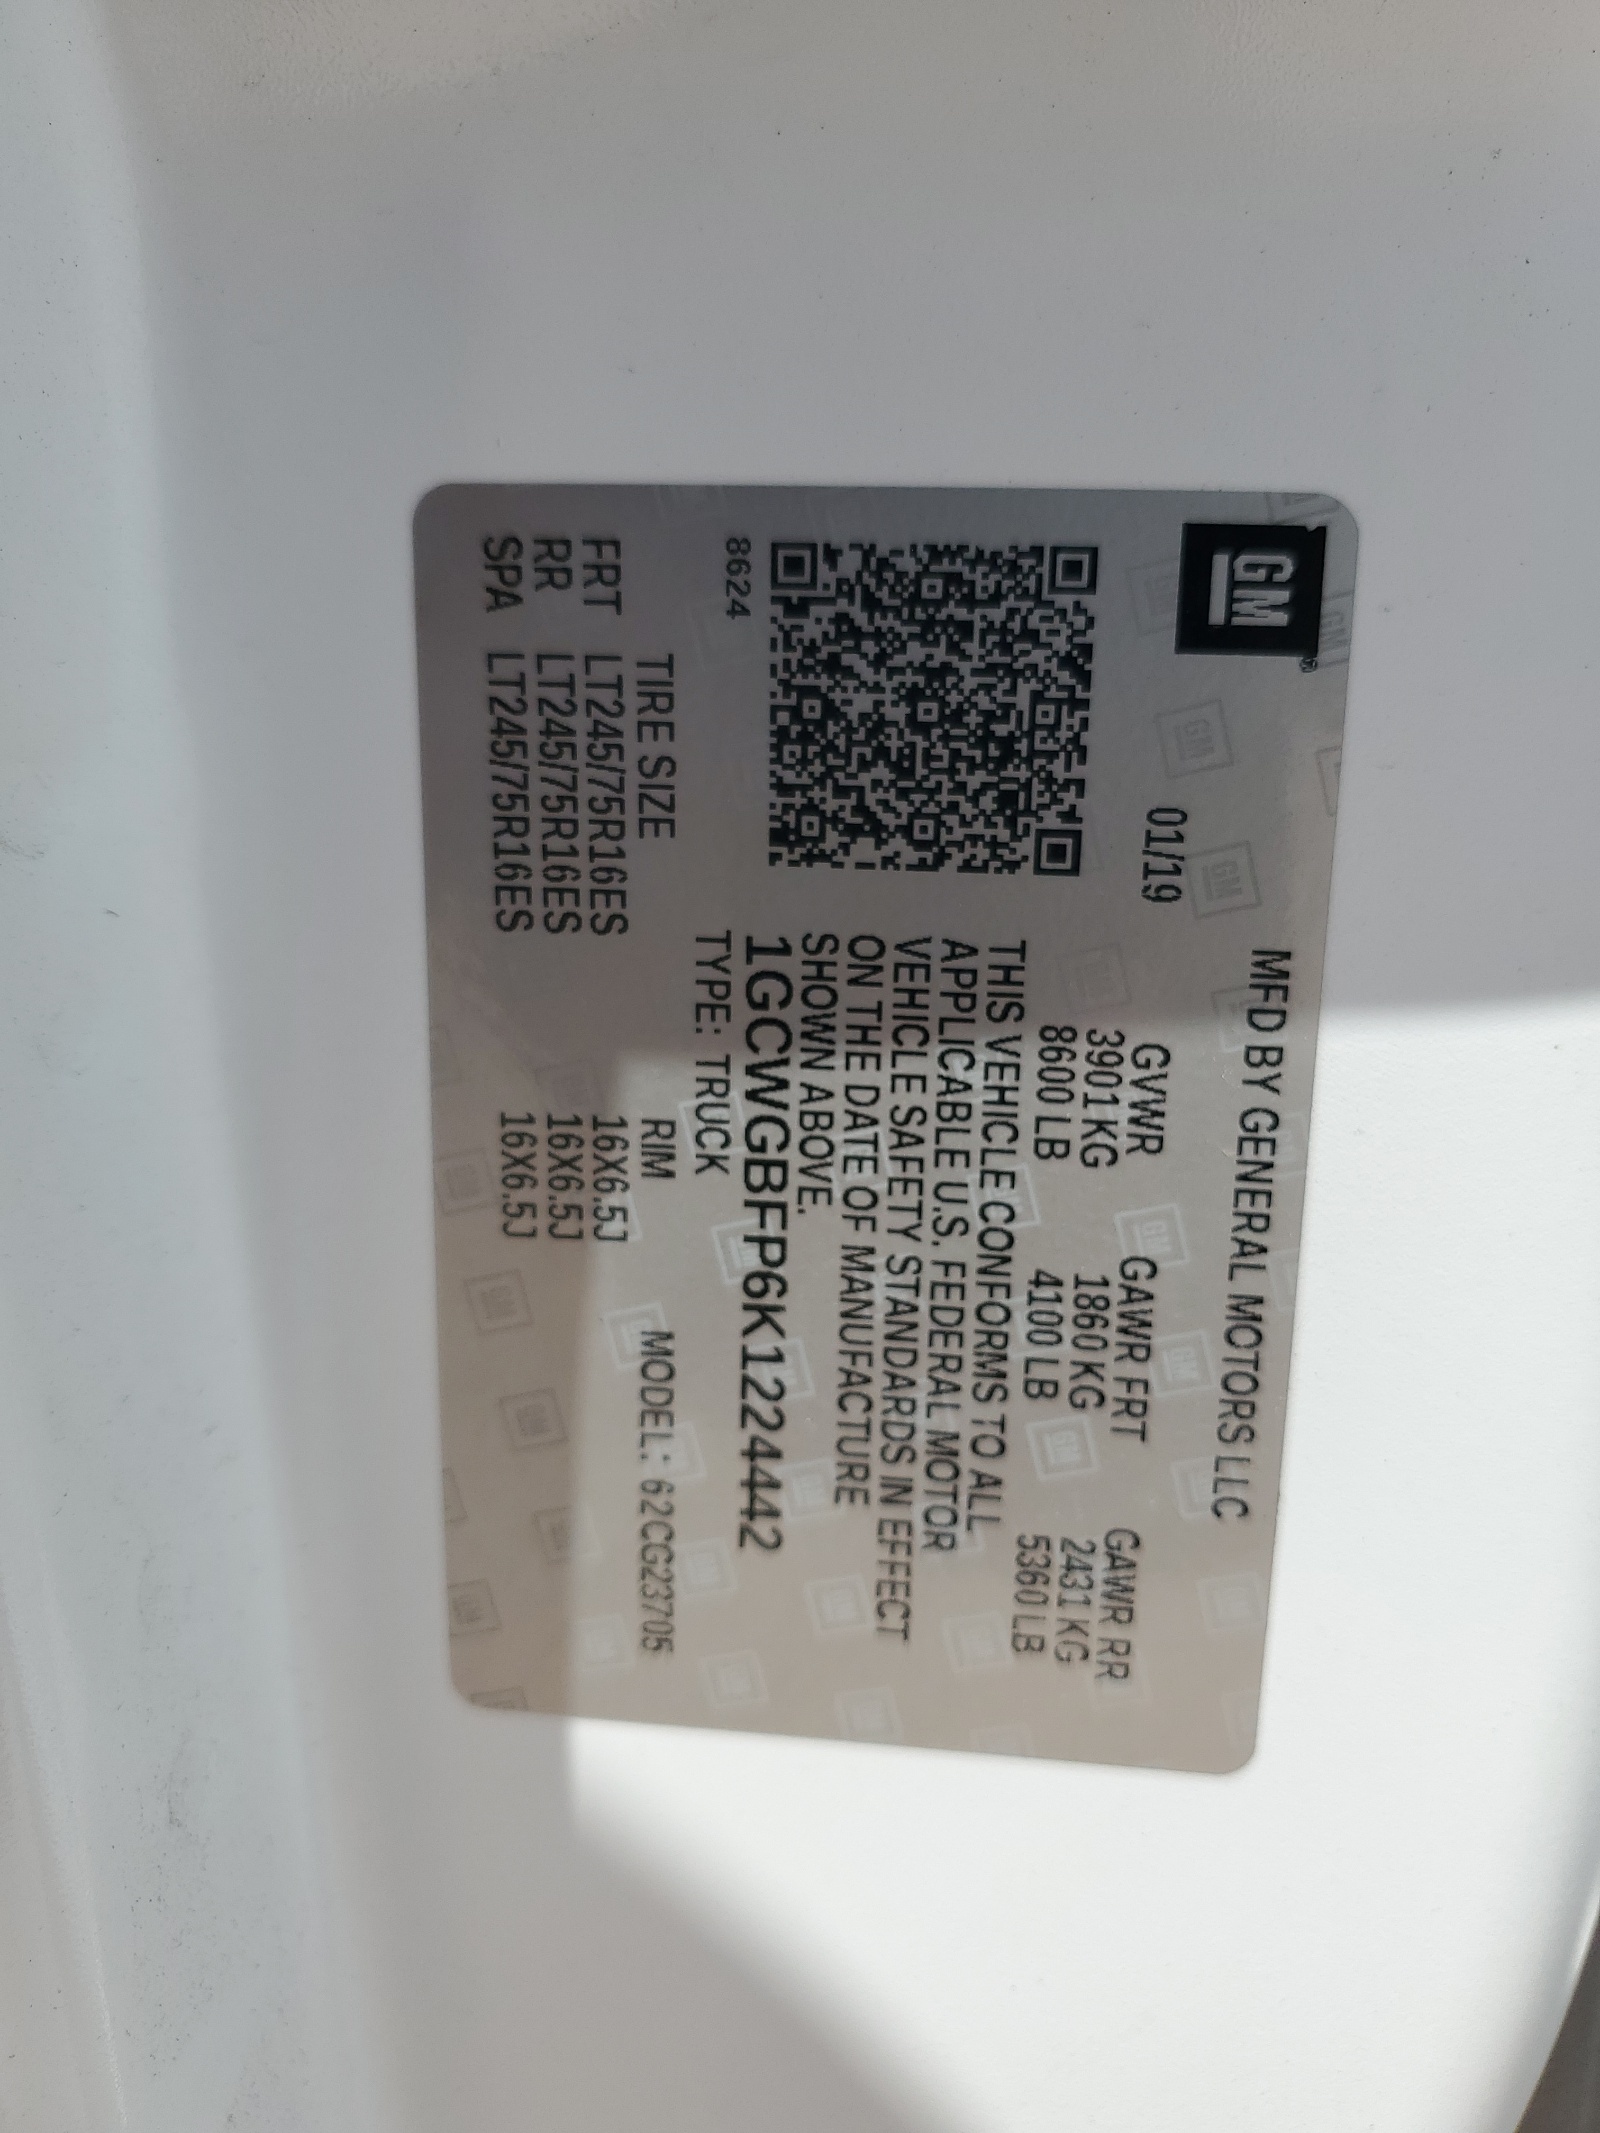 GM
MFD BY GENERAL MOTORS LLC
01/19
GVWR GAWR FRT GAWR RR
3901 KG 1860 KG 2431 KG
8600 LB 4100 LB 5360 LB
THIS VEHICLE CONFORMS TO ALL
APPLICABLE U.S. FEDERAL MOTOR
VEHICLE SAFETY STANDARDS IN EFFECT
ON THE DATE OF MANUFACTURE
SHOWN ABOVE.
1GCWGBFP6K1224442
8624 TYPE: TRUCK
TIRE SIZE RIM MODEL: 62CG23705
FRT LT245/75R16ES 16X6.5J
RR LT245/75R16ES 16X6.5J
SPA LT245/75R16ES 16X6.5J